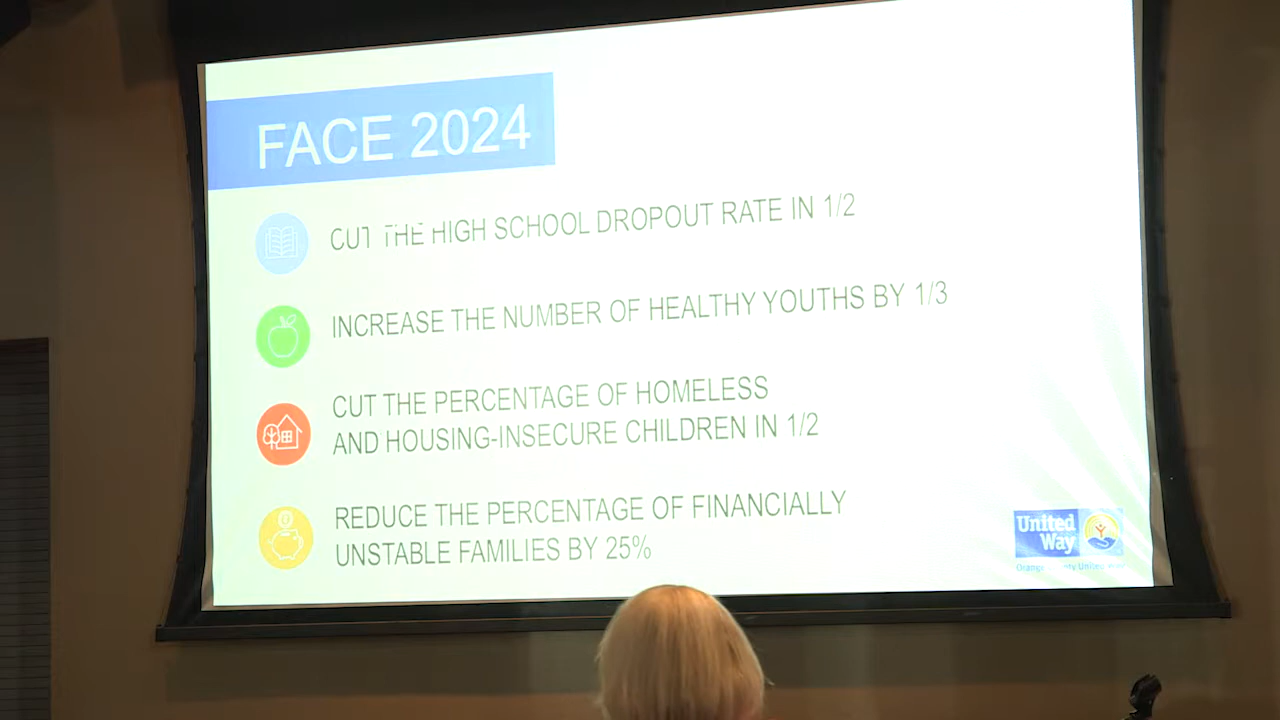 FACE 2024
CUT THE HIGH SCHOOL DROPOUT RATE IN 1/2
INCREASE THE NUMBER OF HEALTHY YOUTHS BY 1/3
CUT THE PERCENTAGE OF HOMELESS
AND HOUSING-INSECURE CHILDREN IN 1/2
REDUCE THE PERCENTAGE OF FINANCIALLY
UNSTABLE FAMILIES BY 25%
United
Way
United Way